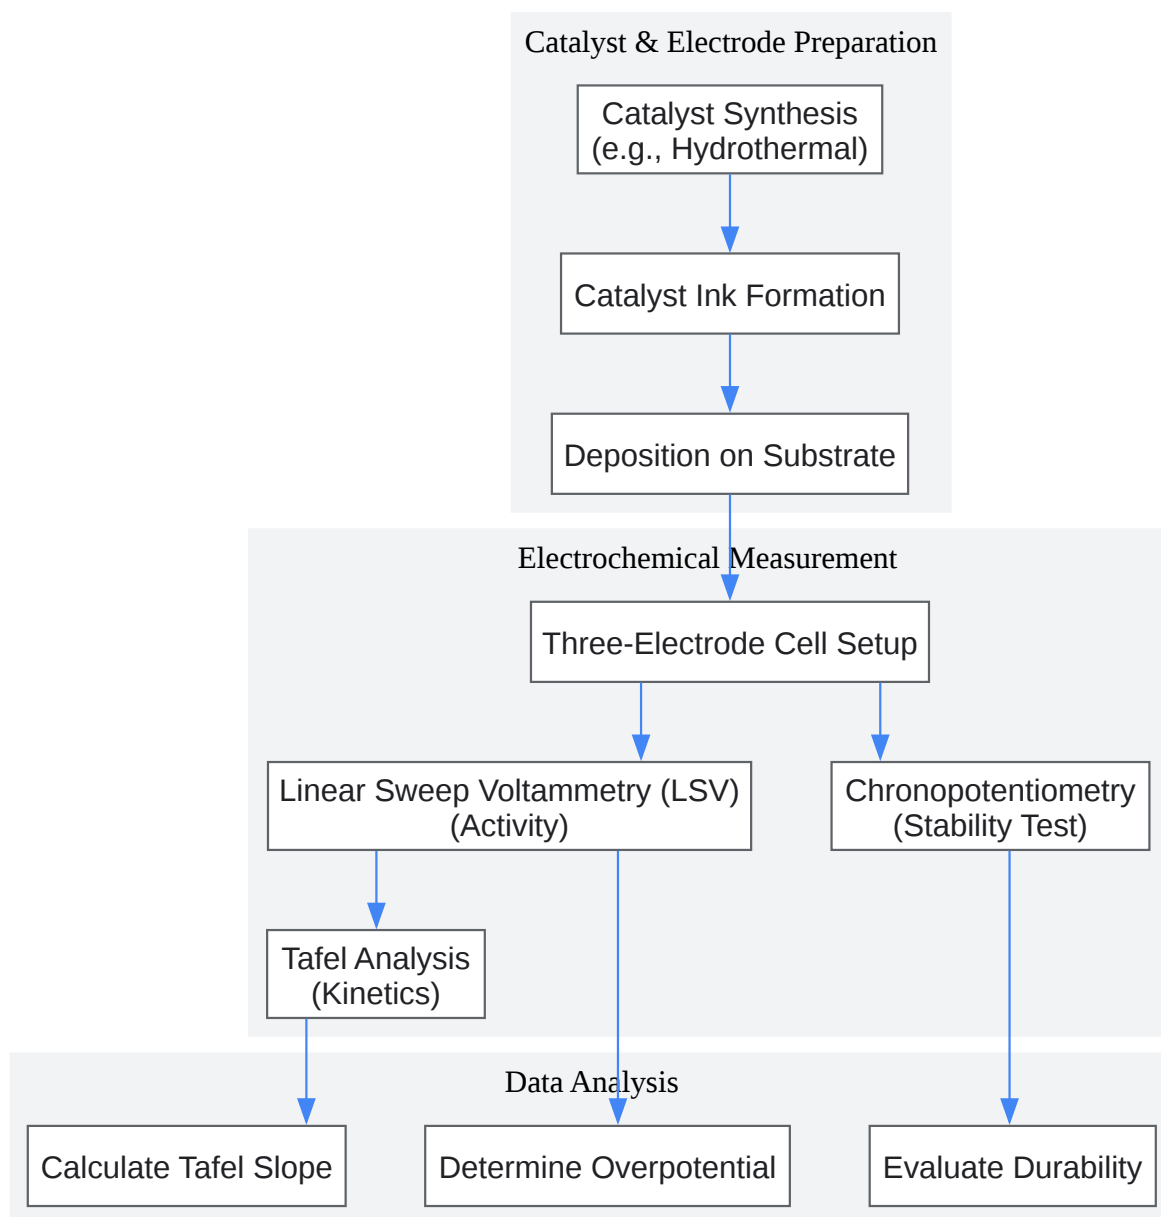 Catalyst & Electrode Preparation
Catalyst Synthesis
(e.g., Hydrothermal)
Catalyst Ink Formation
Deposition on Substrate
Electrochemical Measurement
Three-Electrode Cell Setup
Linear Sweep Voltammetry (LSV)
(Activity)
Chronopotentiometry
(Stability Test)
Tafel Analysis
(Kinetics)
Data Analysis
Calculate Tafel Slope
Determine Overpotential
Evaluate Durability